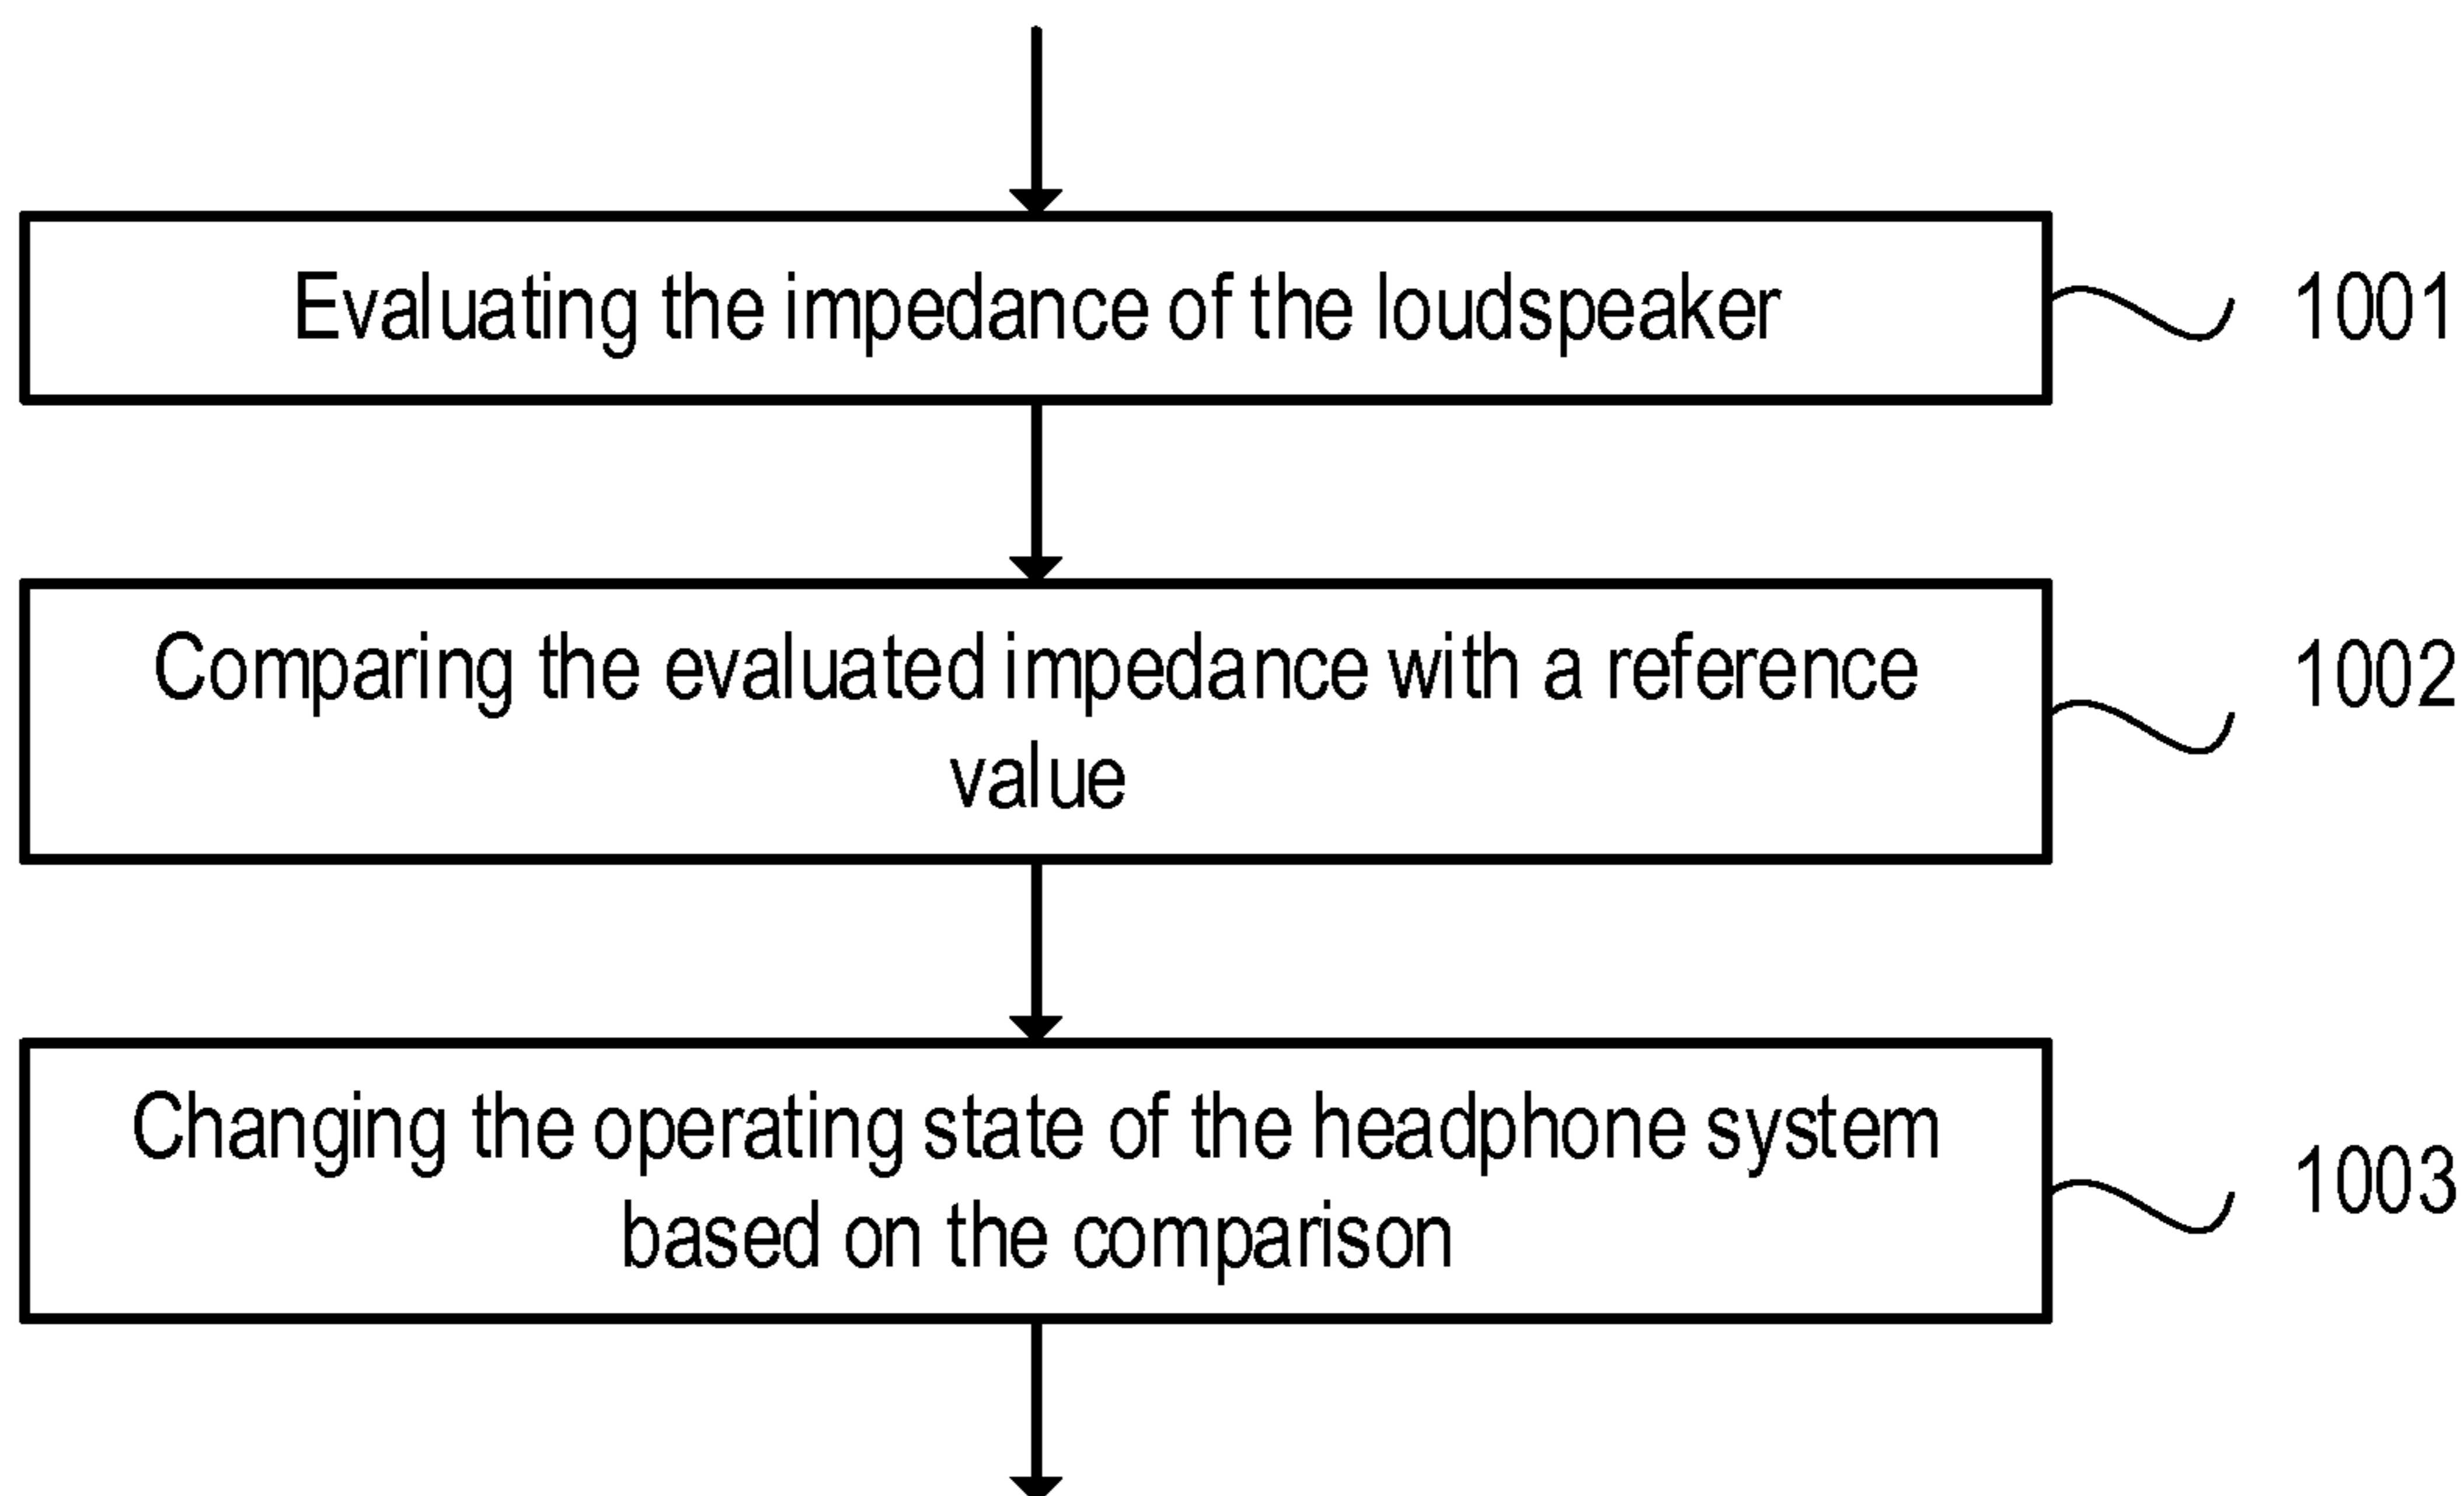 Evaluating the impedance of the loudspeaker
1001
Comparing the evaluated impedance with a reference
value
1002
Changing the operating state of the headphone system
based on the comparison
1003